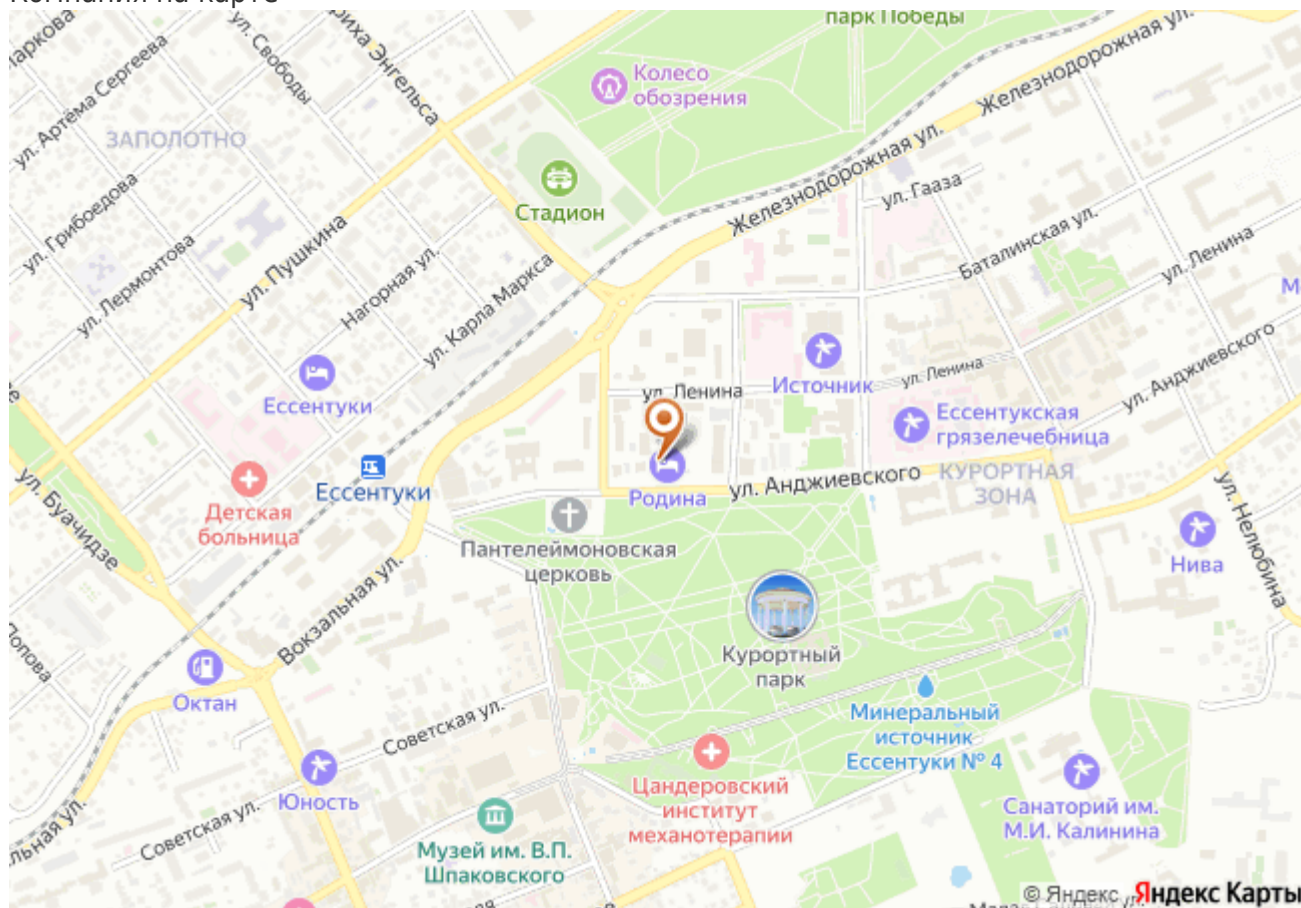 Компания на карте
парк Победы
ул. Свободы
ул. Артёма Сергеева
Колесо
обозрения
Железнодорожная ул.
ЗАПОЛОТНО
Железнодорожная ул.
ул. Гааза
Стадион
ул. Грибоедова
ул. Лермонтова
ул. Пушкина
Нагорная ул.
ул. Карла Маркса
Баталинская ул.
ул. Ленина
Источник
ул. Ленина
ул. Ленина
ул. Анджиевского
Ессентуки
Ессентукская
грязелечебница
Ессентуки
Родина
ул. Анджиевского
КУРОРТНАЯ
ЗОНА
Детская
больница
ул. Буачидзе
Пантелеймоновская
церковь
Нива
ул. Нелюбина
Вокзальная ул.
Курортный
парк
Попова
Октан
Советская ул.
Минеральный
источник
Ессентуки № 4
Юность
Цандеровский
институт
механотерапии
Санаторий им.
М.И. Калинина
Советская ул.
Музей им. В.П.
Шпаковского
© Яндекс Яндекс Карты